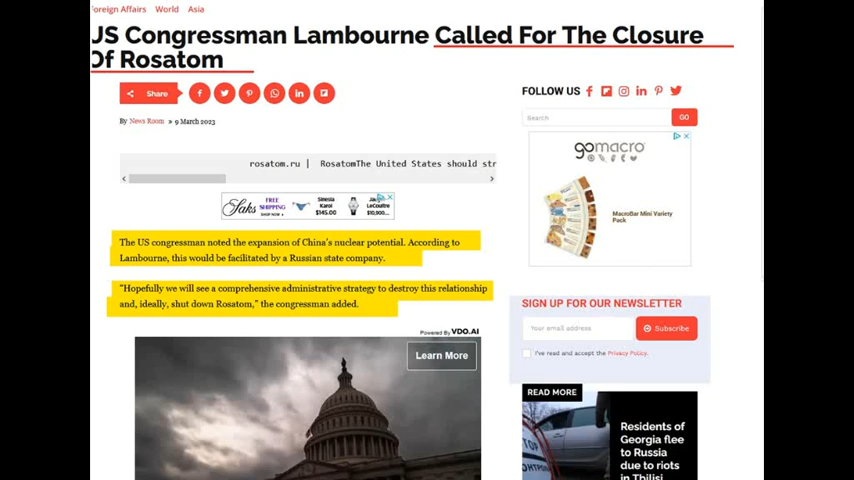 Foreign Affairs World Asia
US Congressman Lambourne Called For The Closure
Of Rosatom
Share
By News Room » 9 March 2023
rosatom.ru | RosatomThe United States should str
Saks
FREE
SHIPPING
SHOP NOW
Simesia
Karol
$145.00
$10,000...
The US congressman noted the expansion of China's nuclear potential. According to
Lambourne, this would be facilitated by a Russian state company.
“Hopefully we will see a comprehensive administrative strategy to destroy this relationship
and, ideally, shut down Rosatom,” the congressman added.
Powered By VDO.AI
Learn More
FOLLOW US
Search
GO
gomacro
MacroBar Mini Variety
Pack
SIGN UP FOR OUR NEWSLETTER
Your email address
Subscribe
I've read and accept the Privacy Policy.
READ MORE
Residents of
Georgia flee
to Russia
due to riots
in Tbilisi